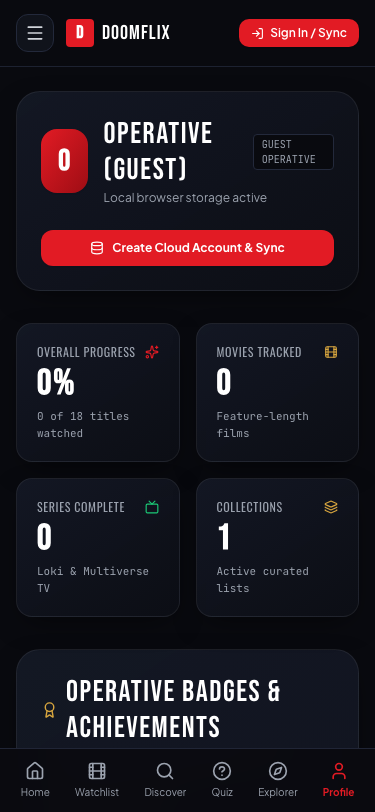 D DOOMFLIX
Sign In / Sync
O
OPERATIVE
(GUEST)
GUEST
OPERATIVE
Local browser storage active
Create Cloud Account & Sync
OVERALL PROGRESS
0%
0 of 18 titles
watched
MOVIES TRACKED
0
Feature-length
films
SERIES COMPLETE
0
Loki & Multiverse
TV
COLLECTIONS
1
Active curated
lists
OPERATIVE BADGES &
ACHIEVEMENTS
Home
Watchlist
Discover
Quiz
Explorer
Profile